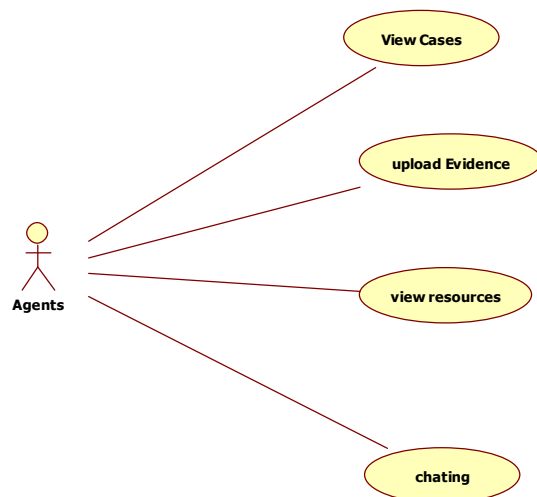 View Cases
upload Evidence
view resources
Agents
chating